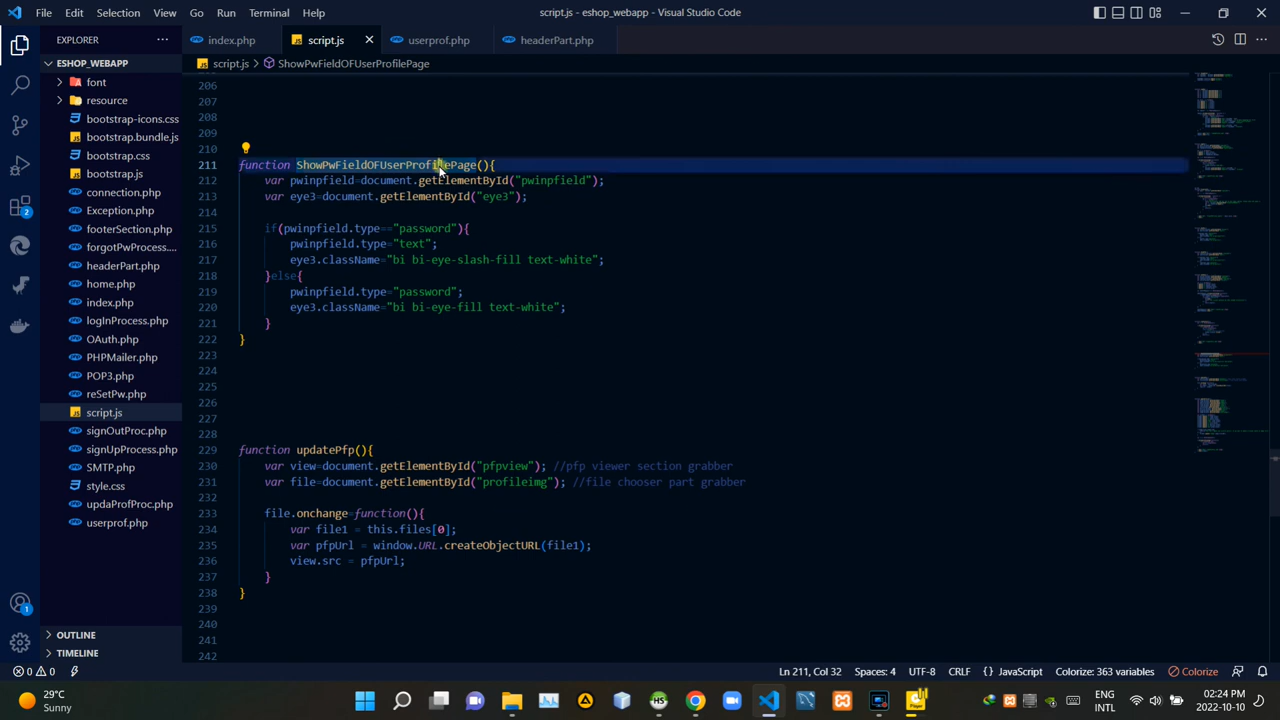 File Edit Selection View Go Run Terminal Help
script.js - eshop_webapp - Visual Studio Code
EXPLORER
index.php
script.js
userprof.php
headerPart.php
ESHOP_WEBAPP
script.js > ShowPwFieldOFUserProfilePage
font
resource
bootstrap-icons.css
bootstrap.bundle.js
bootstrap.css
bootstrap.js
connection.php
Exception.php
footerSection.php
forgotPwProcess....
headerPart.php
home.php
index.php
logInProcess.php
OAuth.php
PHPMailer.php
POP3.php
reSetPw.php
script.js
signOutProc.php
signUpProcess.php
SMTP.php
style.css
updaProfProc.php
userprof.php
OUTLINE
TIMELINE
206
207
208
209
210
211 function ShowPwFieldOFUserProfilePage(){
212 var pwinpfield=document.getElementById("pwinpfield");
213 var eye3=document.getElementById("eye3");
214
215 if(pwinpfield.type=="password"){
216 pwinpfield.type="text";
217 eye3.className="bi bi-eye-slash-fill text-white";
218 }else{
219 pwinpfield.type="password";
220 eye3.className="bi bi-eye-fill text-white";
221 }
222 }
223
224
225
226
227
228
229 function updatePfp(){
230 var view=document.getElementById("pfpview"); //pfp viewer section grabber
231 var file=document.getElementById("profileimg"); //file chooser part grabber
232
233 file.onchange=function(){
234 var file1 = this.files[0];
235 var pfpUrl = window.URL.createObjectURL(file1);
236 view.src = pfpUrl;
237 }
238 }
239
240
241
242
2
1
0 0
Ln 211, Col 32 Spaces: 4 UTF-8 CRLF {} JavaScript Colorize: 363 variables Colorize
29°C
Sunny
ENG
INTL
02:24 PM
2022-10-10